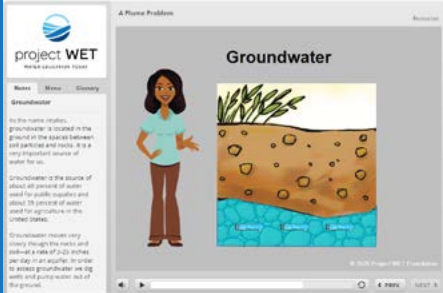 A Plume Problem
Resources
project WET
WATER EDUCATION TODAY
Notes Menu Glossary
Groundwater
Groundwater
As the name implies,
groundwater is located in the
ground in the spaces between
soil particles and rocks. It is a
very important source of
water for us.
Groundwater is the source of
about
percent of water
used for public supplies and
about 39 percent of water
used for agriculture in the
United States.
Groundwater moves very
slowly though the rocks and
soil—at a rate of 3-25 inches
per day in an aquifer. In order
to access groundwater we dig
wells and pump water out of
the ground.
© 2020 Project WET Foundation
PREV
NEXT